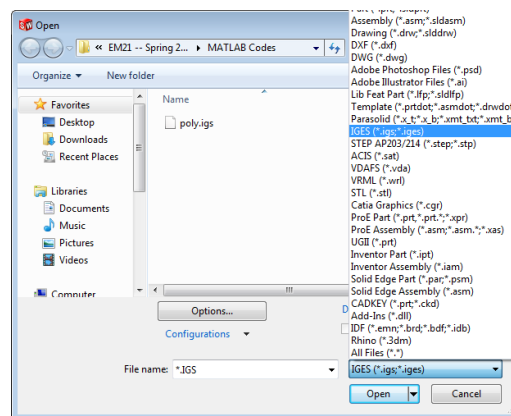 Open
« EM21 -- Spring 2... ▸ MATLAB Codes
Organize ▾ New folder
Favorites
Desktop
Downloads
Recent Places
Libraries
Documents
Music
Pictures
Videos
Computer
Name
poly.igs
Options...
Configurations
File name: *.IGS
Assembly (*.asm;*.sldasm)
Drawing (*.drw;*.slddrw)
DXF (*.dxf)
DWG (*.dwg)
Adobe Photoshop Files (*.psd)
Adobe Illustrator Files (*.ai)
Lib Feat Part (*.lfp;*.sldlfp)
Template (*.prtdot;*.asmdot;*.drwdot
Parasolid (*.x_t;*.x_b;*.xmt_txt;*.xmt_b
IGES (*.igs;*.iges)
STEP AP203/214 (*.step;*.stp)
ACIS (*.sat)
VDAFS (*.vda)
VRML (*.wrl)
STL (*.stl)
Catia Graphics (*.cgr)
ProE Part (*.prt,*.prt.*;*.xpr)
ProE Assembly (*.asm;*.asm.*;*.xas)
UGII (*.prt)
Inventor Part (*.ipt)
Inventor Assembly (*.iam)
Solid Edge Part (*.par;*.psm)
Solid Edge Assembly (*.asm)
CADKEY (*.prt;*.ckd)
Add-Ins (*.dll)
IDF (*.emn;*.brd;*.bdf;*.idb)
Rhino (*.3dm)
All Files (*.*)
IGES (*.igs;*.iges)
Open
Cancel